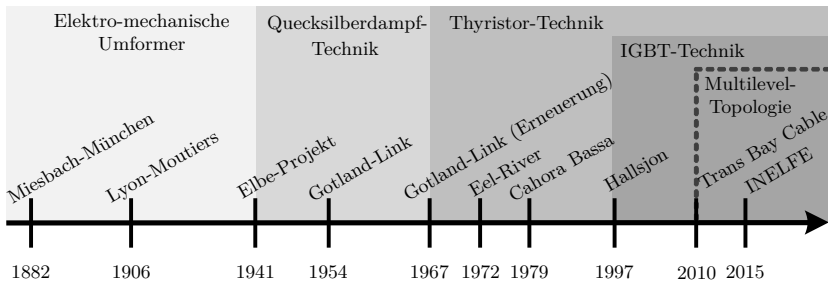 Elektro-mechanische
Umformer
Quecksilberdampf-
Technik
Thyristor-Technik
IGBT-Technik
Multilevel-
Topologie
Miesbach-München
Lyon-Moutiers
Elbe-Projekt
Gotland-Link
Gotland-Link (Erneuerung)
Eel-River
Cahora Bassa
Hallsjon
Trans Bay Cable
INELFE
1882
1906
1941
1954
1967
1972
1979
1997
2010
2015